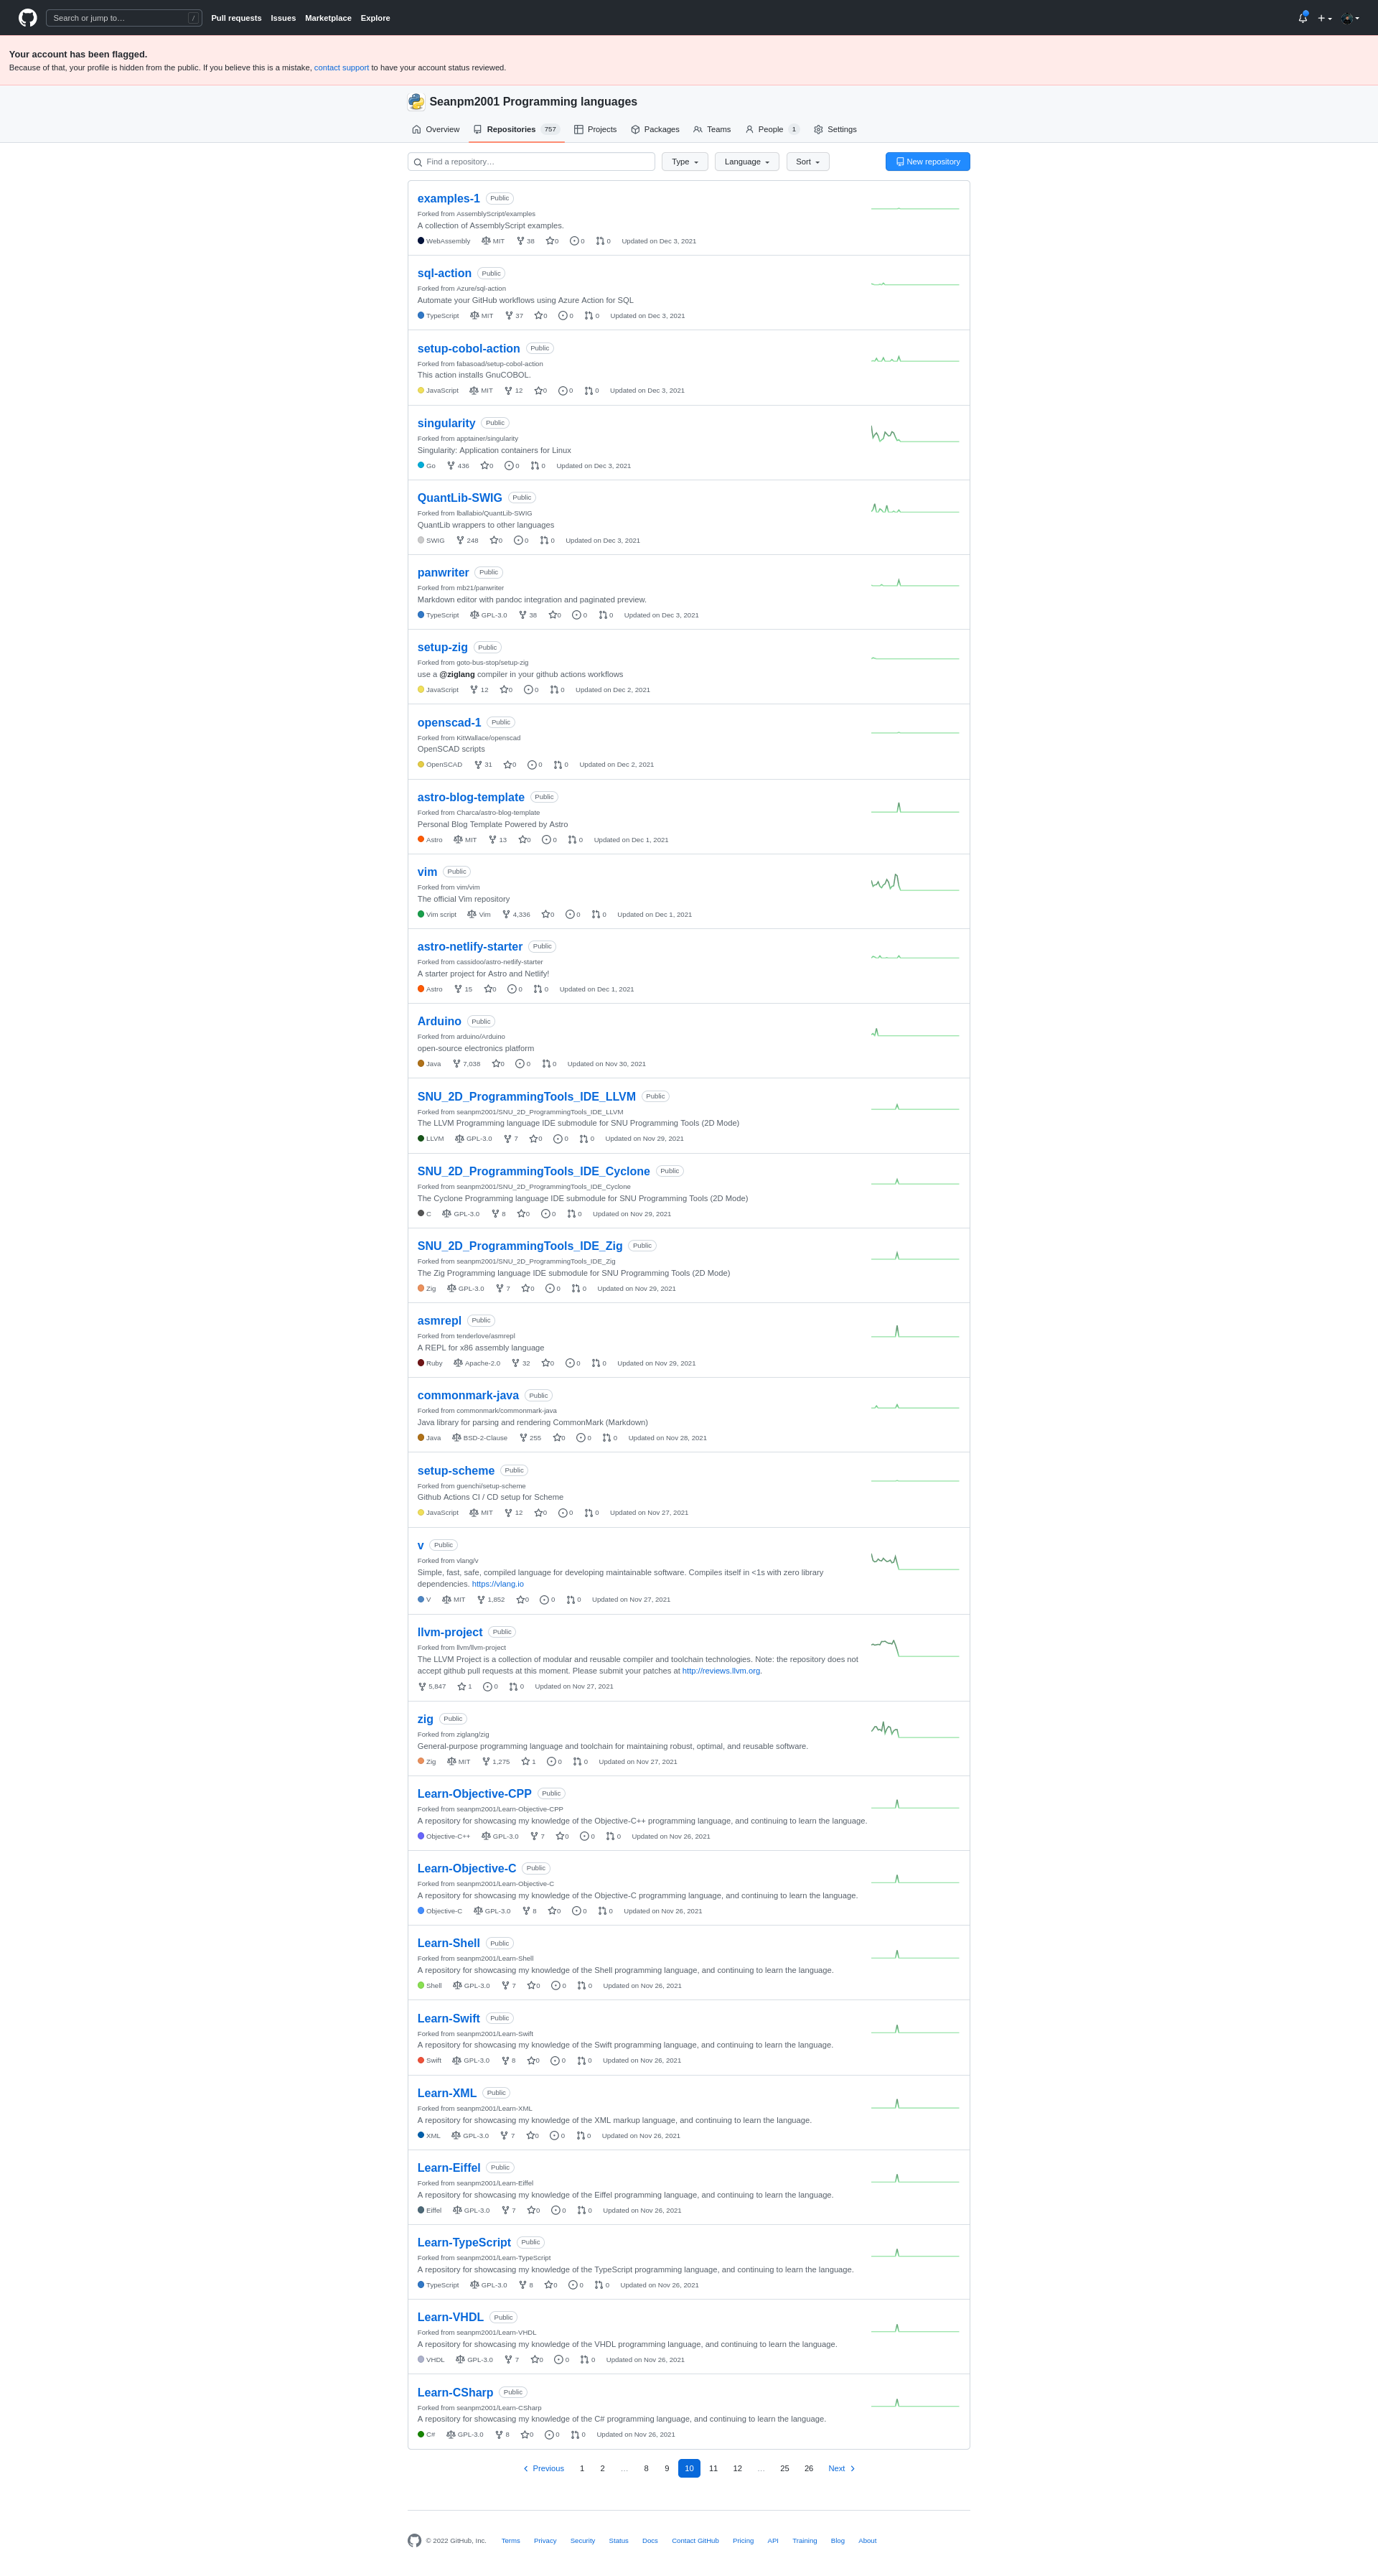 Search or jump to… /
Pull requests Issues Marketplace Explore
Your account has been flagged.
Because of that, your profile is hidden from the public. If you believe this is a mistake, contact support to have your account status reviewed.
Seanpm2001 Programming languages
Overview Repositories 757 Projects Packages Teams People 1 Settings
Find a repository… Type Language Sort New repository
examples-1 Public
Forked from AssemblyScript/examples
A collection of AssemblyScript examples.
WebAssembly MIT 38 0 0 0 Updated on Dec 3, 2021
sql-action Public
Forked from Azure/sql-action
Automate your GitHub workflows using Azure Action for SQL
TypeScript MIT 37 0 0 0 Updated on Dec 3, 2021
setup-cobol-action Public
Forked from fabasoad/setup-cobol-action
This action installs GnuCOBOL.
JavaScript MIT 12 0 0 0 Updated on Dec 3, 2021
singularity Public
Forked from apptainer/singularity
Singularity: Application containers for Linux
Go 436 0 0 0 Updated on Dec 3, 2021
QuantLib-SWIG Public
Forked from lballabio/QuantLib-SWIG
QuantLib wrappers to other languages
SWIG 248 0 0 0 Updated on Dec 3, 2021
panwriter Public
Forked from mb21/panwriter
Markdown editor with pandoc integration and paginated preview.
TypeScript GPL-3.0 38 0 0 0 Updated on Dec 3, 2021
setup-zig Public
Forked from goto-bus-stop/setup-zig
use a @ziglang compiler in your github actions workflows
JavaScript 12 0 0 0 Updated on Dec 2, 2021
openscad-1 Public
Forked from KitWallace/openscad
OpenSCAD scripts
OpenSCAD 31 0 0 0 Updated on Dec 2, 2021
astro-blog-template Public
Forked from Charca/astro-blog-template
Personal Blog Template Powered by Astro
Astro MIT 13 0 0 0 Updated on Dec 1, 2021
vim Public
Forked from vim/vim
The official Vim repository
Vim script Vim 4,336 0 0 0 Updated on Dec 1, 2021
astro-netlify-starter Public
Forked from cassidoo/astro-netlify-starter
A starter project for Astro and Netlify!
Astro 15 0 0 0 Updated on Dec 1, 2021
Arduino Public
Forked from arduino/Arduino
open-source electronics platform
Java 7,038 0 0 0 Updated on Nov 30, 2021
SNU_2D_ProgrammingTools_IDE_LLVM Public
Forked from seanpm2001/SNU_2D_ProgrammingTools_IDE_LLVM
The LLVM Programming language IDE submodule for SNU Programming Tools (2D Mode)
LLVM GPL-3.0 7 0 0 0 Updated on Nov 29, 2021
SNU_2D_ProgrammingTools_IDE_Cyclone Public
Forked from seanpm2001/SNU_2D_ProgrammingTools_IDE_Cyclone
The Cyclone Programming language IDE submodule for SNU Programming Tools (2D Mode)
C GPL-3.0 8 0 0 0 Updated on Nov 29, 2021
SNU_2D_ProgrammingTools_IDE_Zig Public
Forked from seanpm2001/SNU_2D_ProgrammingTools_IDE_Zig
The Zig Programming language IDE submodule for SNU Programming Tools (2D Mode)
Zig GPL-3.0 7 0 0 0 Updated on Nov 29, 2021
asmrepl Public
Forked from tenderlove/asmrepl
A REPL for x86 assembly language
Ruby Apache-2.0 32 0 0 0 Updated on Nov 29, 2021
commonmark-java Public
Forked from commonmark/commonmark-java
Java library for parsing and rendering CommonMark (Markdown)
Java BSD-2-Clause 255 0 0 0 Updated on Nov 28, 2021
setup-scheme Public
Forked from guenchi/setup-scheme
Github Actions CI / CD setup for Scheme
JavaScript MIT 12 0 0 0 Updated on Nov 27, 2021
v Public
Forked from vlang/v
Simple, fast, safe, compiled language for developing maintainable software. Compiles itself in <1s with zero library
dependencies. https://vlang.io
V MIT 1,852 0 0 0 Updated on Nov 27, 2021
llvm-project Public
Forked from llvm/llvm-project
The LLVM Project is a collection of modular and reusable compiler and toolchain technologies. Note: the repository does not
accept github pull requests at this moment. Please submit your patches at http://reviews.llvm.org.
5,847 1 0 0 Updated on Nov 27, 2021
zig Public
Forked from ziglang/zig
General-purpose programming language and toolchain for maintaining robust, optimal, and reusable software.
Zig MIT 1,275 1 0 0 Updated on Nov 27, 2021
Learn-Objective-CPP Public
Forked from seanpm2001/Learn-Objective-CPP
A repository for showcasing my knowledge of the Objective-C++ programming language, and continuing to learn the language.
Objective-C++ GPL-3.0 7 0 0 0 Updated on Nov 26, 2021
Learn-Objective-C Public
Forked from seanpm2001/Learn-Objective-C
A repository for showcasing my knowledge of the Objective-C programming language, and continuing to learn the language.
Objective-C GPL-3.0 8 0 0 0 Updated on Nov 26, 2021
Learn-Shell Public
Forked from seanpm2001/Learn-Shell
A repository for showcasing my knowledge of the Shell programming language, and continuing to learn the language.
Shell GPL-3.0 7 0 0 0 Updated on Nov 26, 2021
Learn-Swift Public
Forked from seanpm2001/Learn-Swift
A repository for showcasing my knowledge of the Swift programming language, and continuing to learn the language.
Swift GPL-3.0 8 0 0 0 Updated on Nov 26, 2021
Learn-XML Public
Forked from seanpm2001/Learn-XML
A repository for showcasing my knowledge of the XML markup language, and continuing to learn the language.
XML GPL-3.0 7 0 0 0 Updated on Nov 26, 2021
Learn-Eiffel Public
Forked from seanpm2001/Learn-Eiffel
A repository for showcasing my knowledge of the Eiffel programming language, and continuing to learn the language.
Eiffel GPL-3.0 7 0 0 0 Updated on Nov 26, 2021
Learn-TypeScript Public
Forked from seanpm2001/Learn-TypeScript
A repository for showcasing my knowledge of the TypeScript programming language, and continuing to learn the language.
TypeScript GPL-3.0 8 0 0 0 Updated on Nov 26, 2021
Learn-VHDL Public
Forked from seanpm2001/Learn-VHDL
A repository for showcasing my knowledge of the VHDL programming language, and continuing to learn the language.
VHDL GPL-3.0 7 0 0 0 Updated on Nov 26, 2021
Learn-CSharp Public
Forked from seanpm2001/Learn-CSharp
A repository for showcasing my knowledge of the C# programming language, and continuing to learn the language.
C# GPL-3.0 8 0 0 0 Updated on Nov 26, 2021
Previous 1 2 … 8 9 10 11 12 … 25 26 Next
© 2022 GitHub, Inc. Terms Privacy Security Status Docs Contact GitHub Pricing API Training Blog About